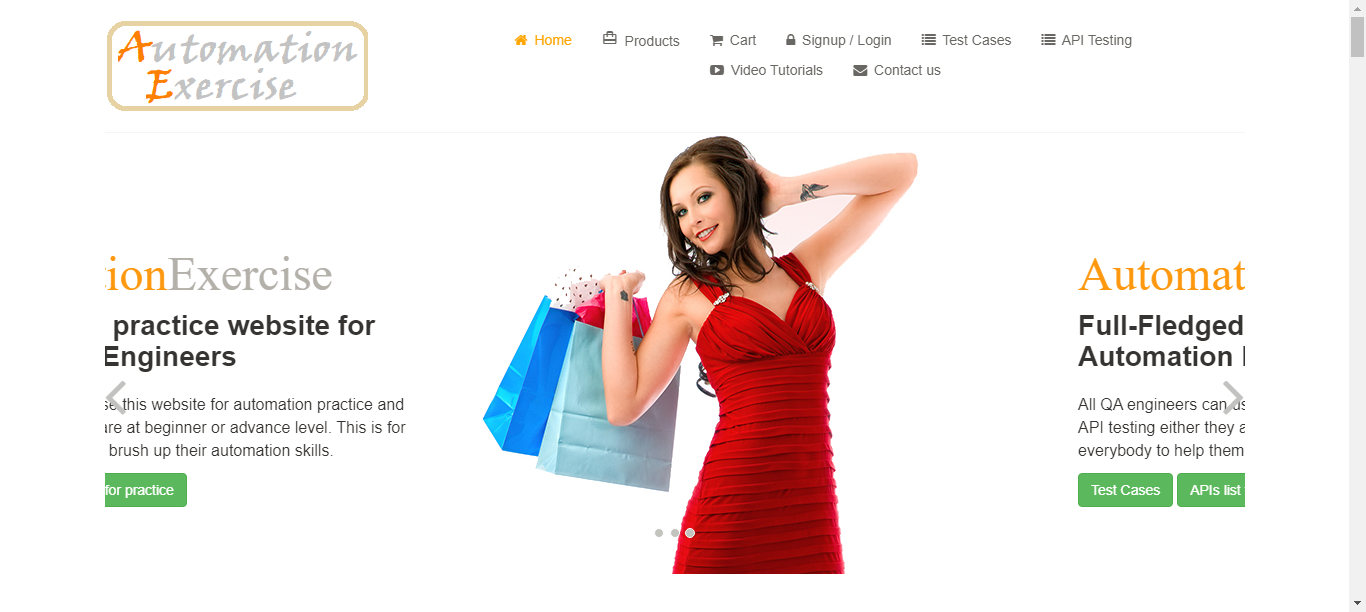 Automation
Exercise
Home Products Cart Signup / Login Test Cases API Testing
Video Tutorials Contact us
tionExercise
practice website for
Engineers
this website for automation practice and
are at beginner or advance level. This is for
brush up their automation skills.
for practice
Automat
Full-Fledged
Automation
All QA engineers can us
API testing either they a
everybody to help them
Test Cases APIs list